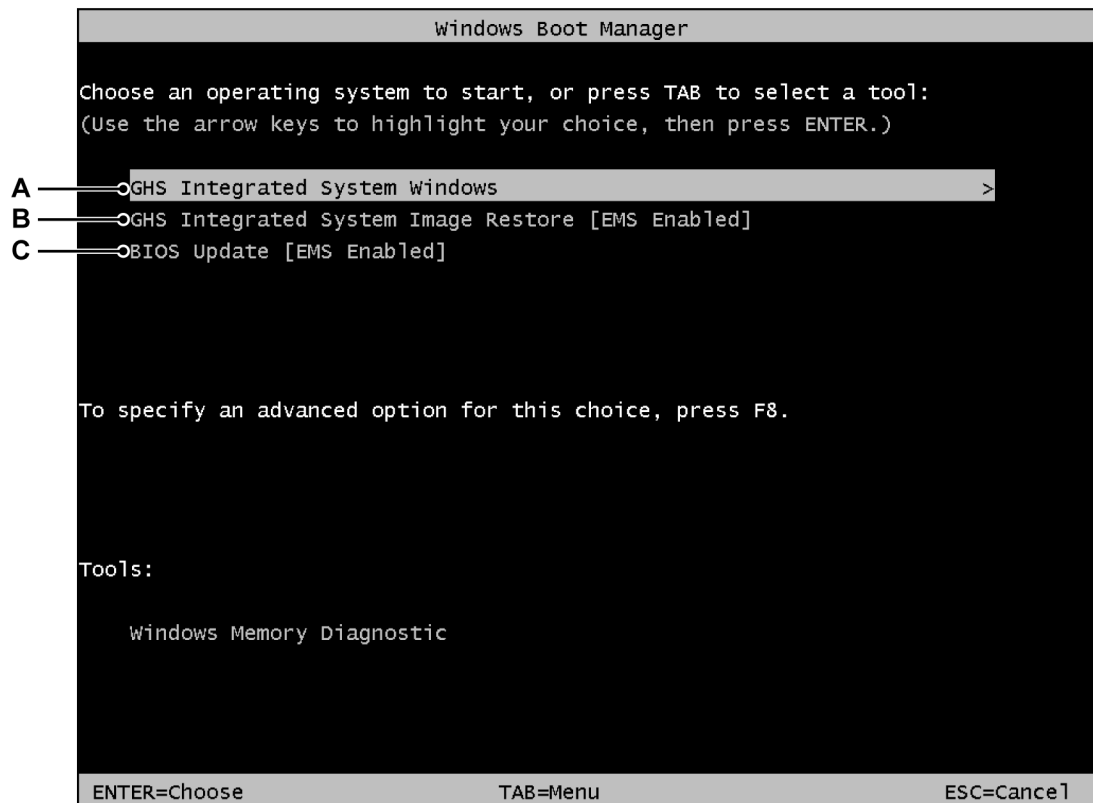 Windows Boot Manager
Choose an operating system to start, or press TAB to select a tool:
(Use the arrow keys to highlight your choice, then press ENTER.)
A GHS Integrated System Windows >
B GHS Integrated System Image Restore [EMS Enabled]
C BIOS Update [EMS Enabled]
To specify an advanced option for this choice, press F8.
Tools:
Windows Memory Diagnostic
ENTER=Choose TAB=Menu ESC=Cancel